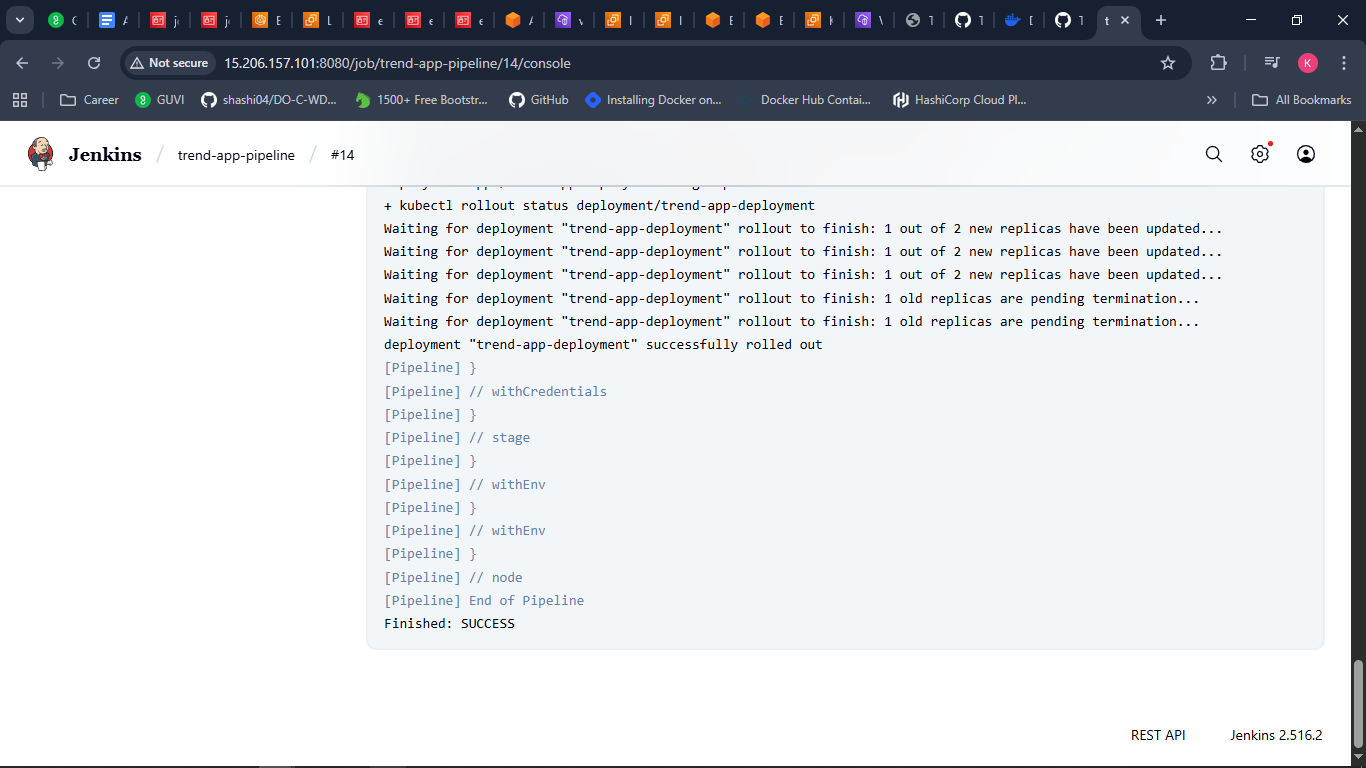 Not secure
15.206.157.101:8080/job/trend-app-pipeline/14/console
K
Career
GUVI
shashi04/DO-C-WD...
1500+ Free Bootstr...
GitHub
Installing Docker on...
Docker Hub Contai...
HashiCorp Cloud Pl...
All Bookmarks
Jenkins / trend-app-pipeline / #14
+ kubectl rollout status deployment/trend-app-deployment
Waiting for deployment "trend-app-deployment" rollout to finish: 1 out of 2 new replicas have been updated...
Waiting for deployment "trend-app-deployment" rollout to finish: 1 out of 2 new replicas have been updated...
Waiting for deployment "trend-app-deployment" rollout to finish: 1 out of 2 new replicas have been updated...
Waiting for deployment "trend-app-deployment" rollout to finish: 1 old replicas are pending termination...
Waiting for deployment "trend-app-deployment" rollout to finish: 1 old replicas are pending termination...
deployment "trend-app-deployment" successfully rolled out
[Pipeline] }
[Pipeline] // withCredentials
[Pipeline] }
[Pipeline] // stage
[Pipeline] }
[Pipeline] // withEnv
[Pipeline] }
[Pipeline] // withEnv
[Pipeline] }
[Pipeline] // node
[Pipeline] End of Pipeline
Finished: SUCCESS
REST API
Jenkins 2.516.2